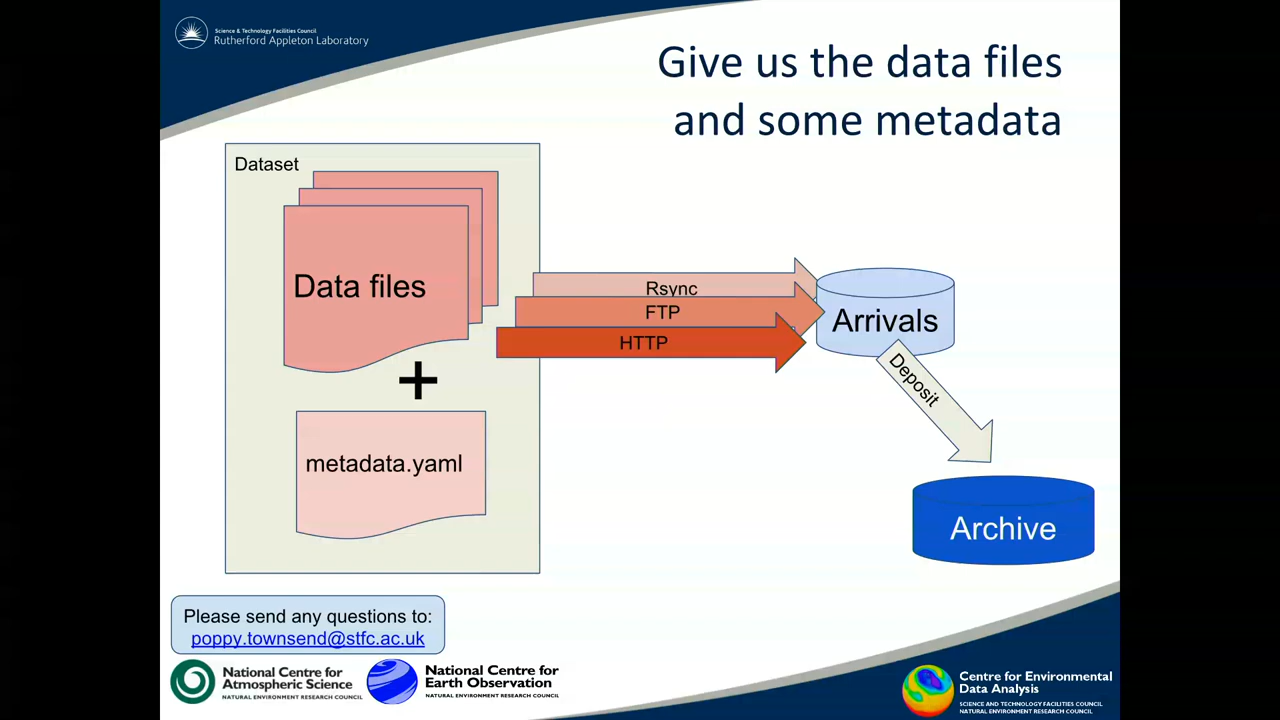 Science & Technology Facilities Council
Rutherford Appleton Laboratory
Give us the data files
and some metadata
Dataset
Data files
+
metadata.yaml
Rsync
FTP
HTTP
Arrivals
Deposit
Archive
Please send any questions to:
poppy.townsend@stfc.ac.uk
National Centre for
Atmospheric Science
NATURAL ENVIRONMENT RESEARCH COUNCIL
National Centre for
Earth Observation
NATURAL ENVIRONMENT RESEARCH COUNCIL
Centre for Environmental
Data Analysis
SCIENCE AND TECHNOLOGY FACILITIES COUNCIL
NATURAL ENVIRONMENT RESEARCH COUNCIL